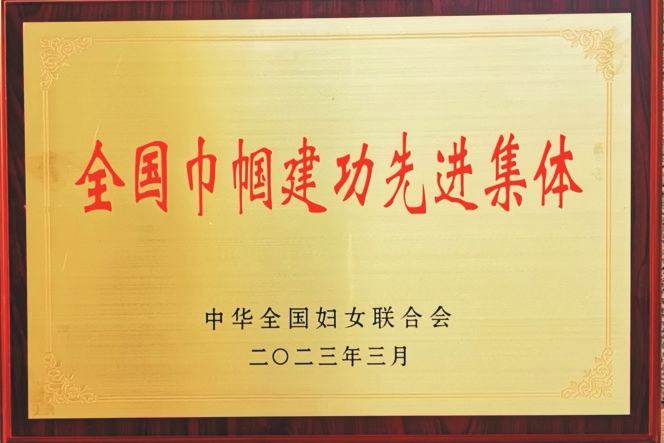 全国巾帼建功先进集体
中华全国妇女联合会
二〇二三年三月